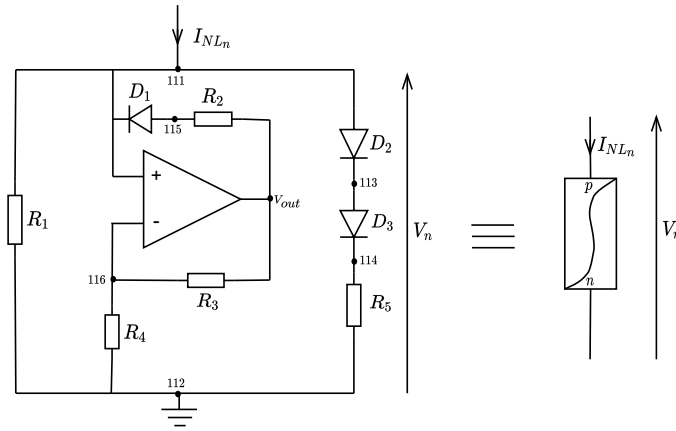 I_{NL_n}
111
D_1
R_2
115
D_2
+
113
V_{out}
R_1
-
D_3
V_n
114
116
R_3
R_5
R_4
112
I_{NL_n}
p
V_n
n